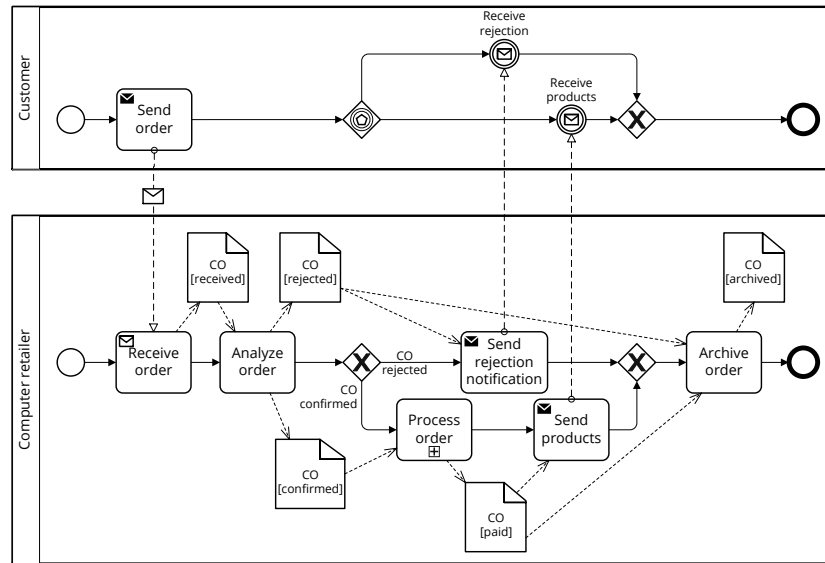 Customer
Send
order
Receive
rejection
Receive
products
Computer retailer
CO
[received]
CO
[rejected]
CO
[archived]
Receive
order
Analyze
order
CO
rejected
CO
confirmed
Send
rejection
notification
Archive
order
Process
order
Send
products
CO
[confirmed]
CO
[paid]